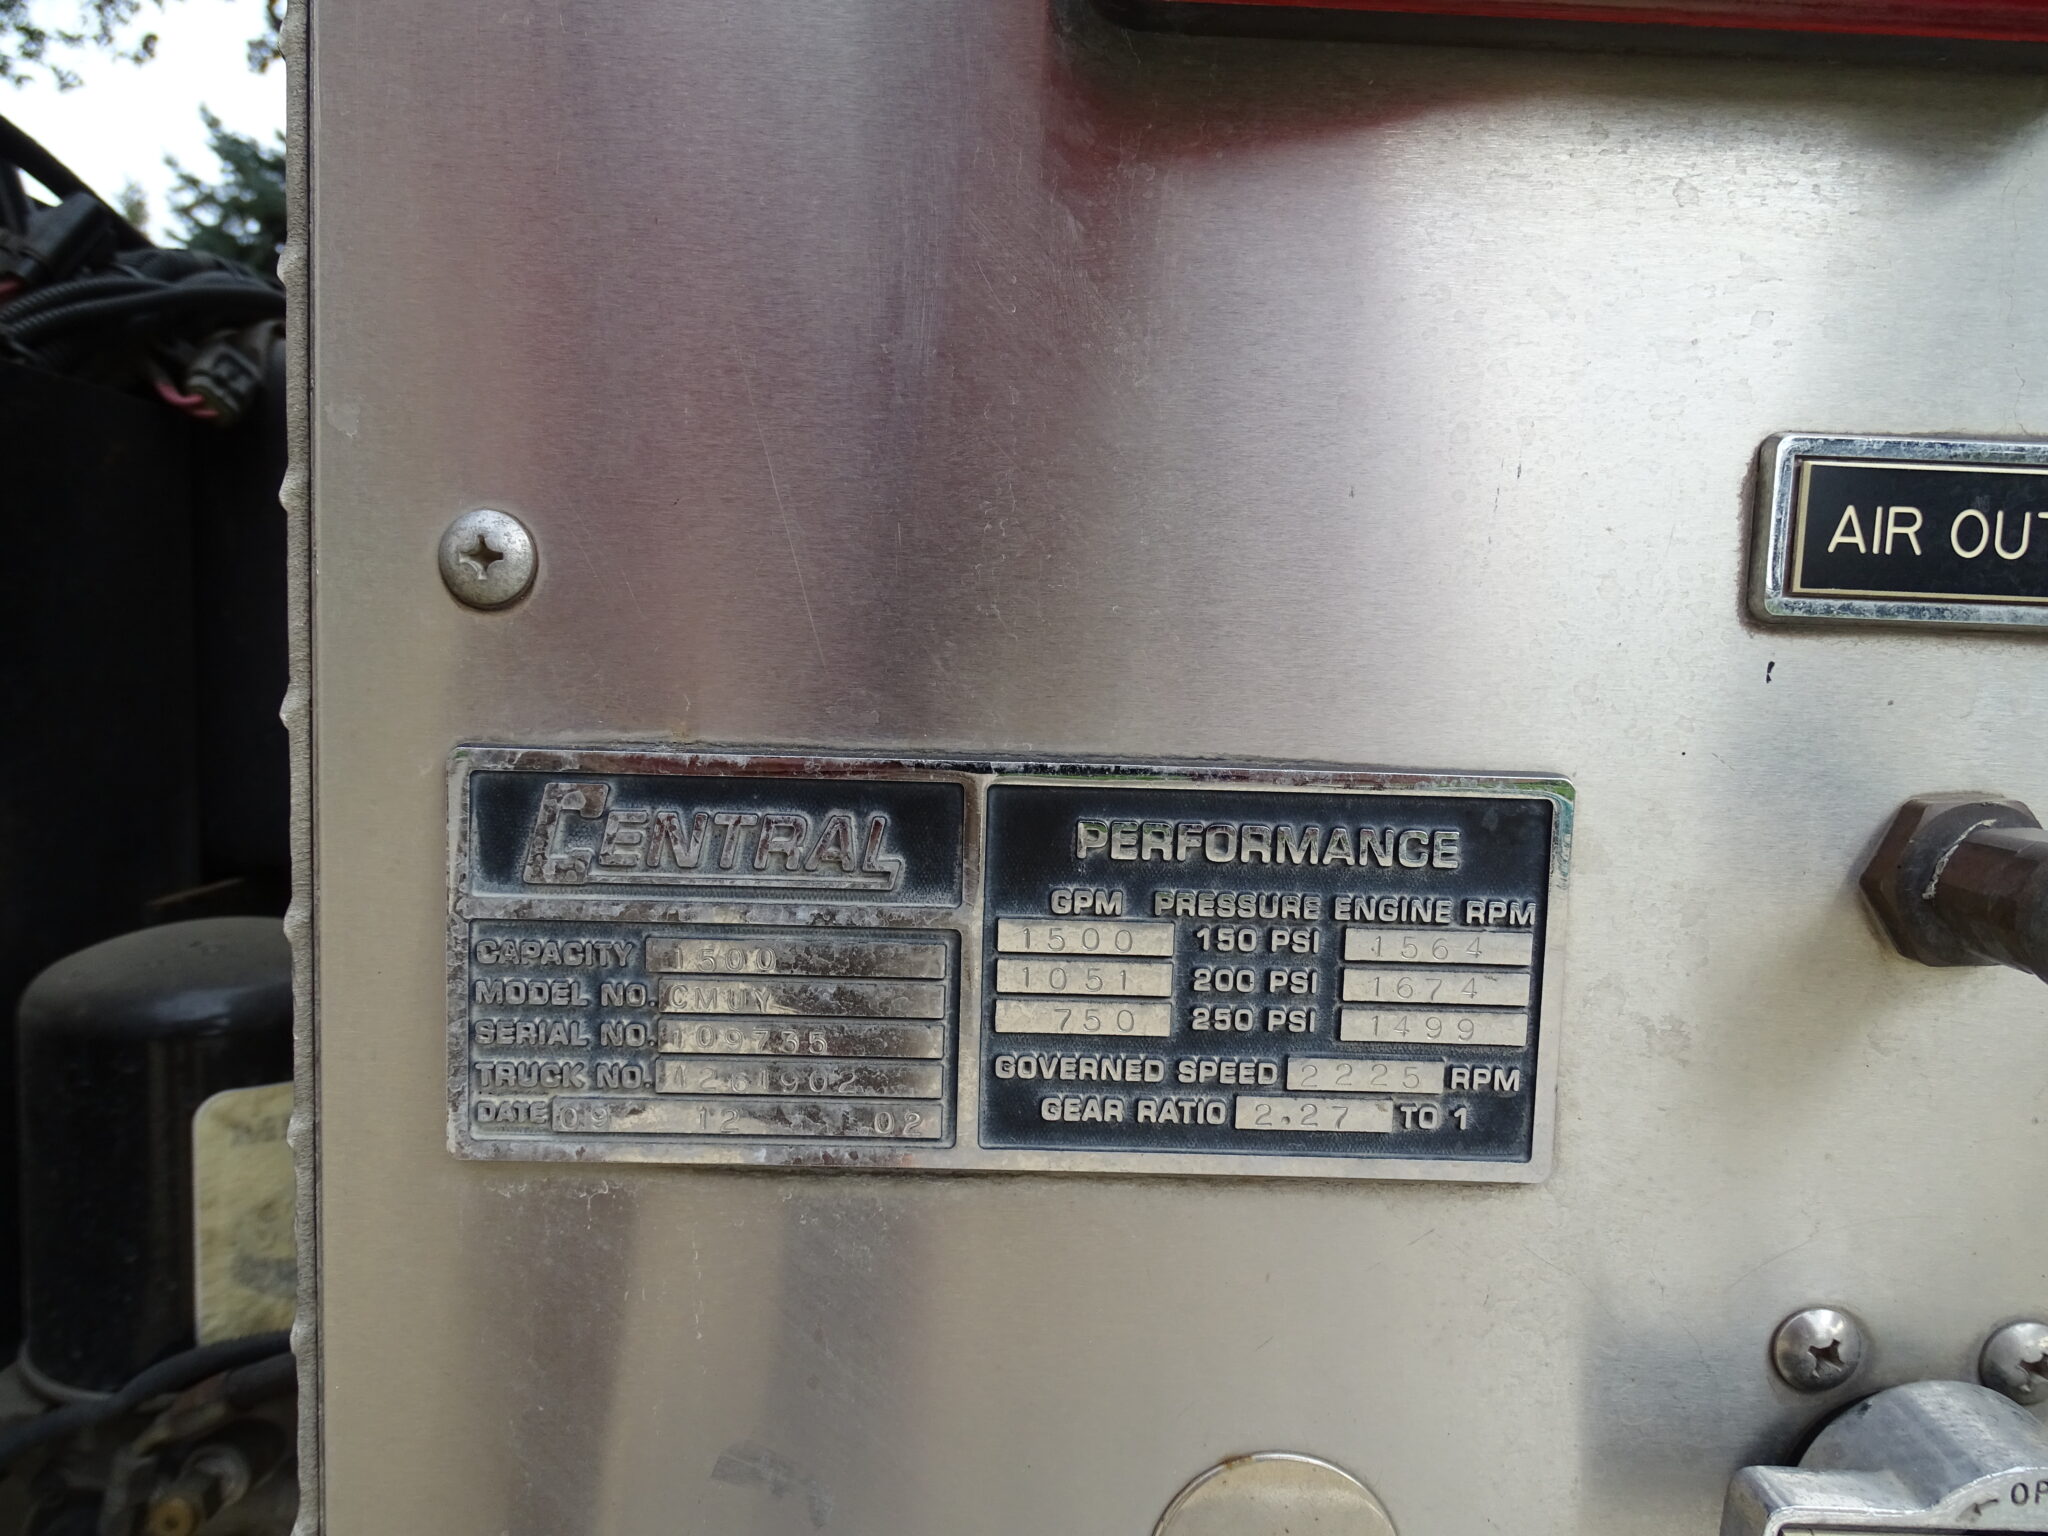 AIR OU
CENTRAL
CAPACITY 1500
MODEL NO. CMUY
SERIAL NO. 109735
TRUCK NO. 1261902
DATE 09 12 02
PERFORMANCE
GPM PRESSURE ENGINE RPM
1500 150 PSI 1564
1051 200 PSI 1674
750 250 PSI 1499
GOVERNED SPEED 2225 RPM
GEAR RATIO 2.27 TO 1
OP